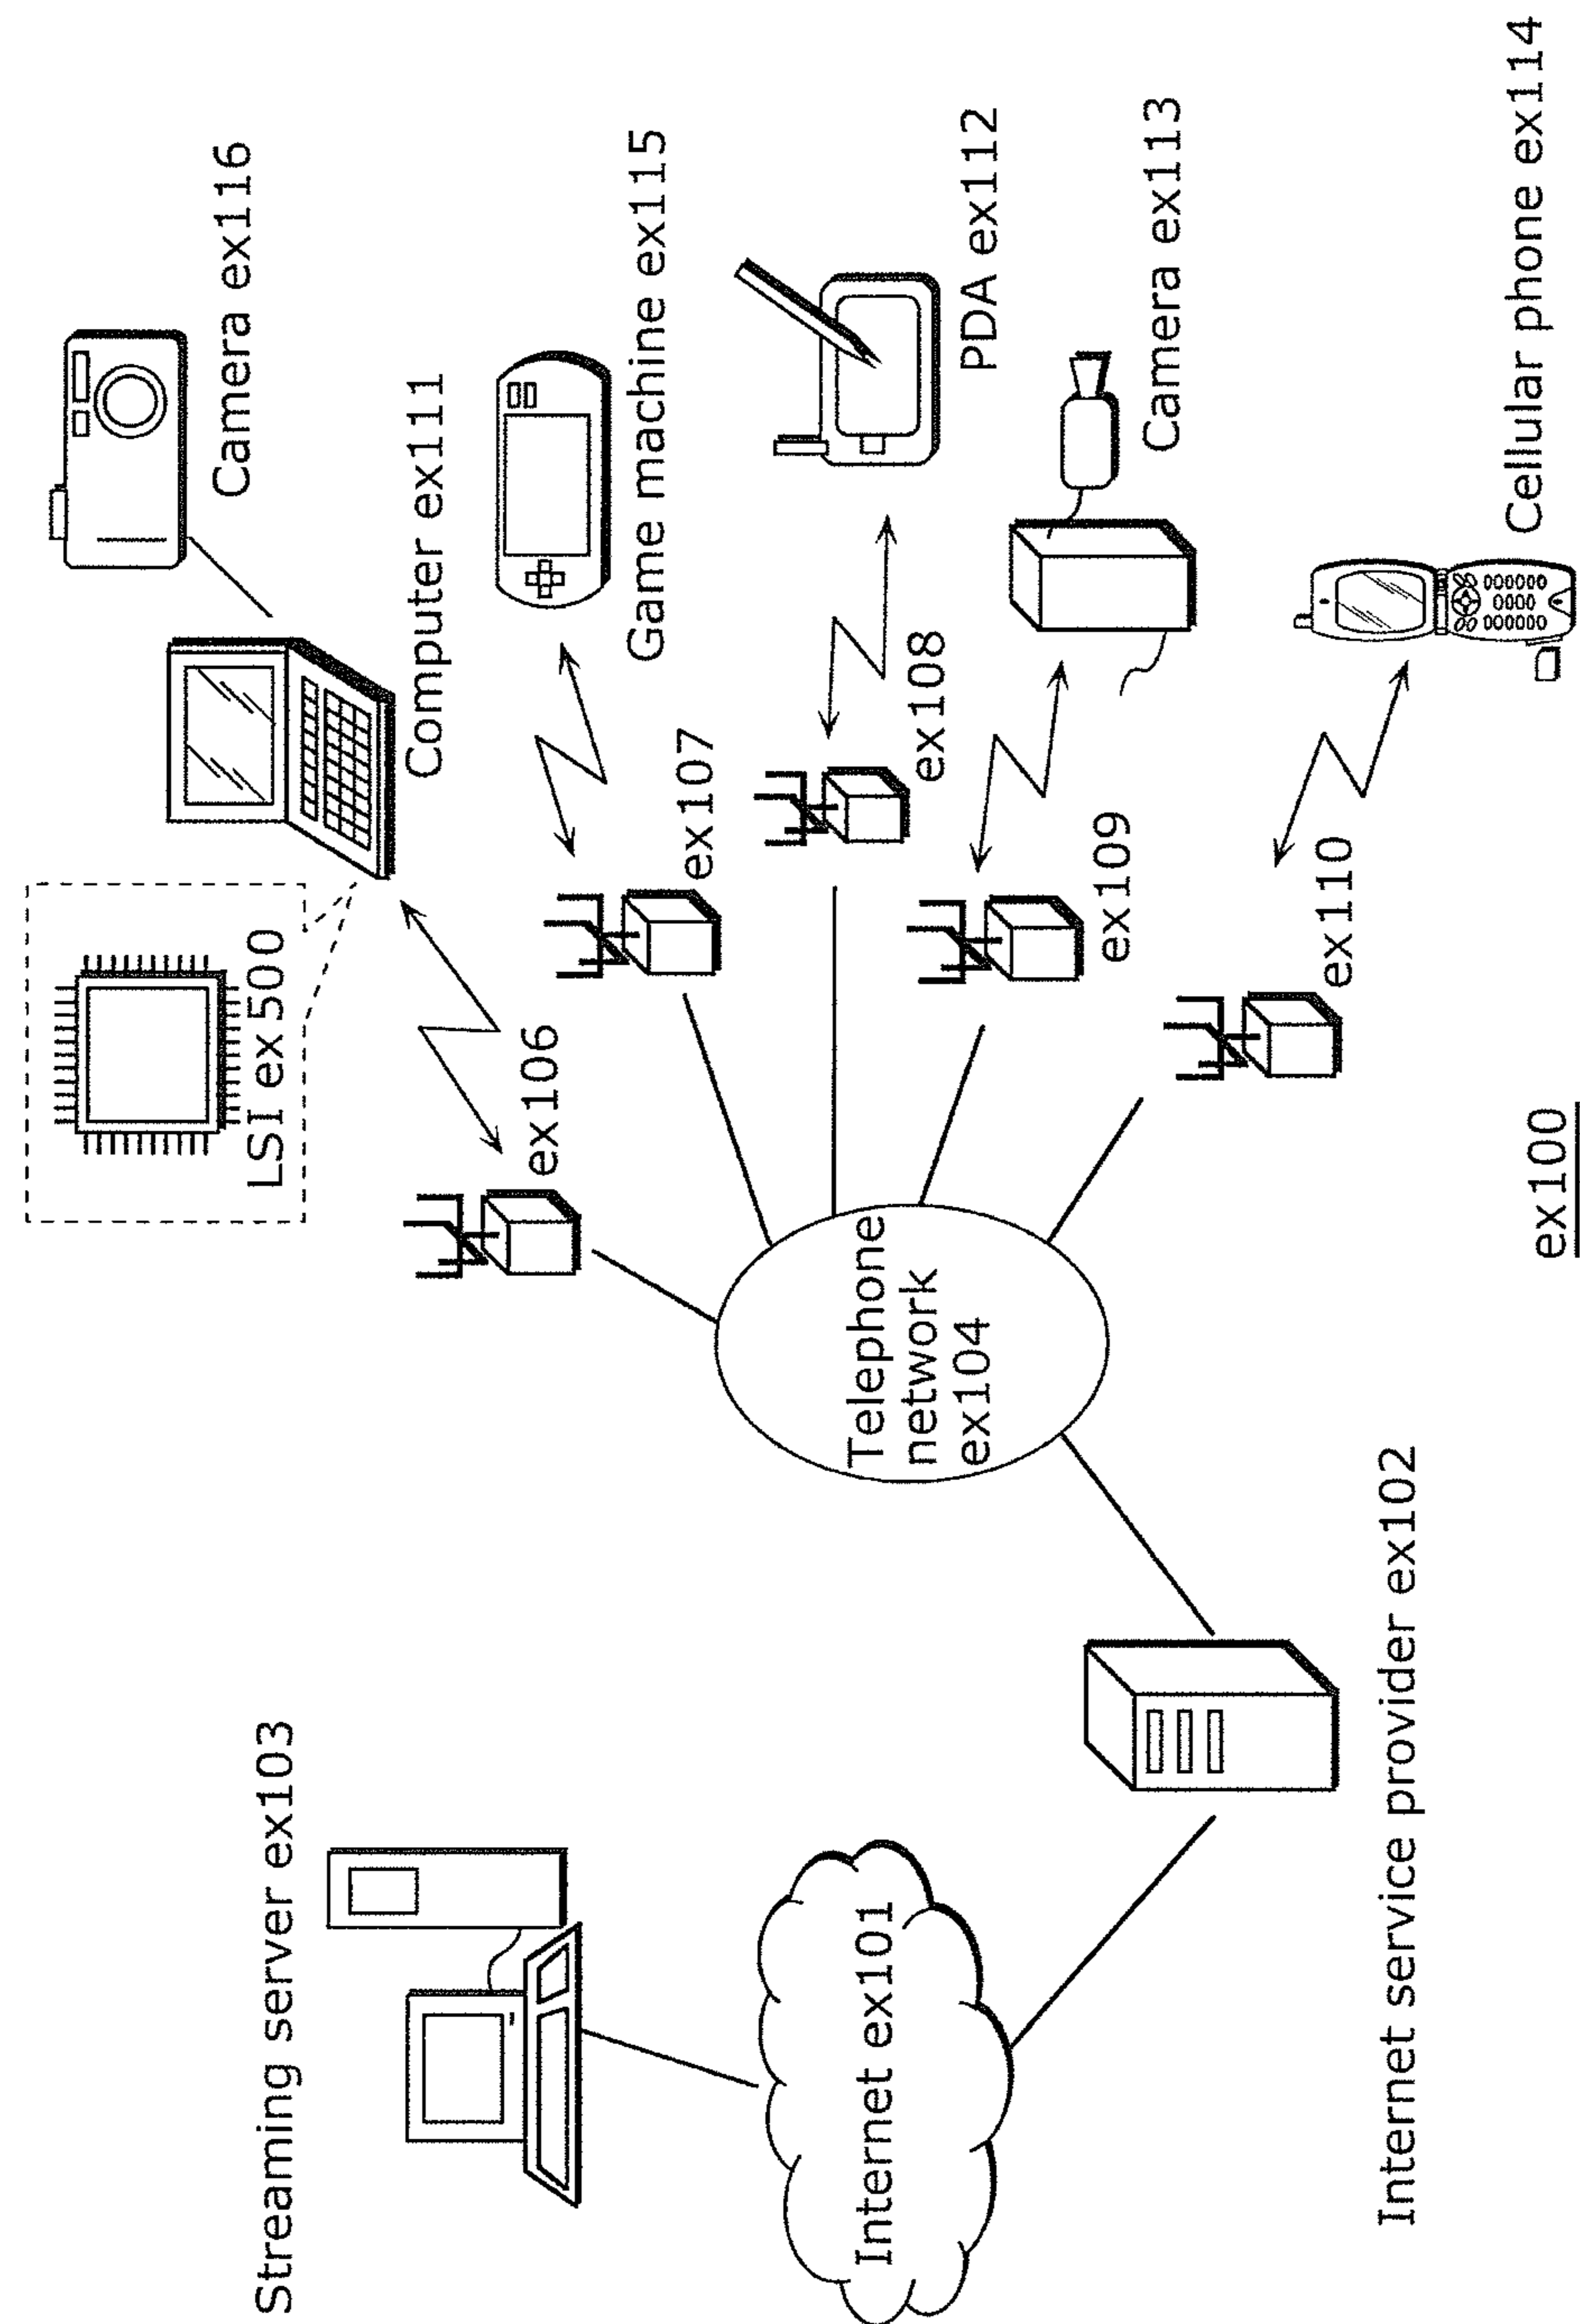 Camera ex116
LSI ex500
Computer ex111
Streaming server ex103
ex106
Game machine ex115
ex107
Internet ex101
Telephone
network
ex104
ex108
PDA ex112
ex109
Camera ex113
ex110
Internet service provider ex102
Cellular phone ex114
ex100